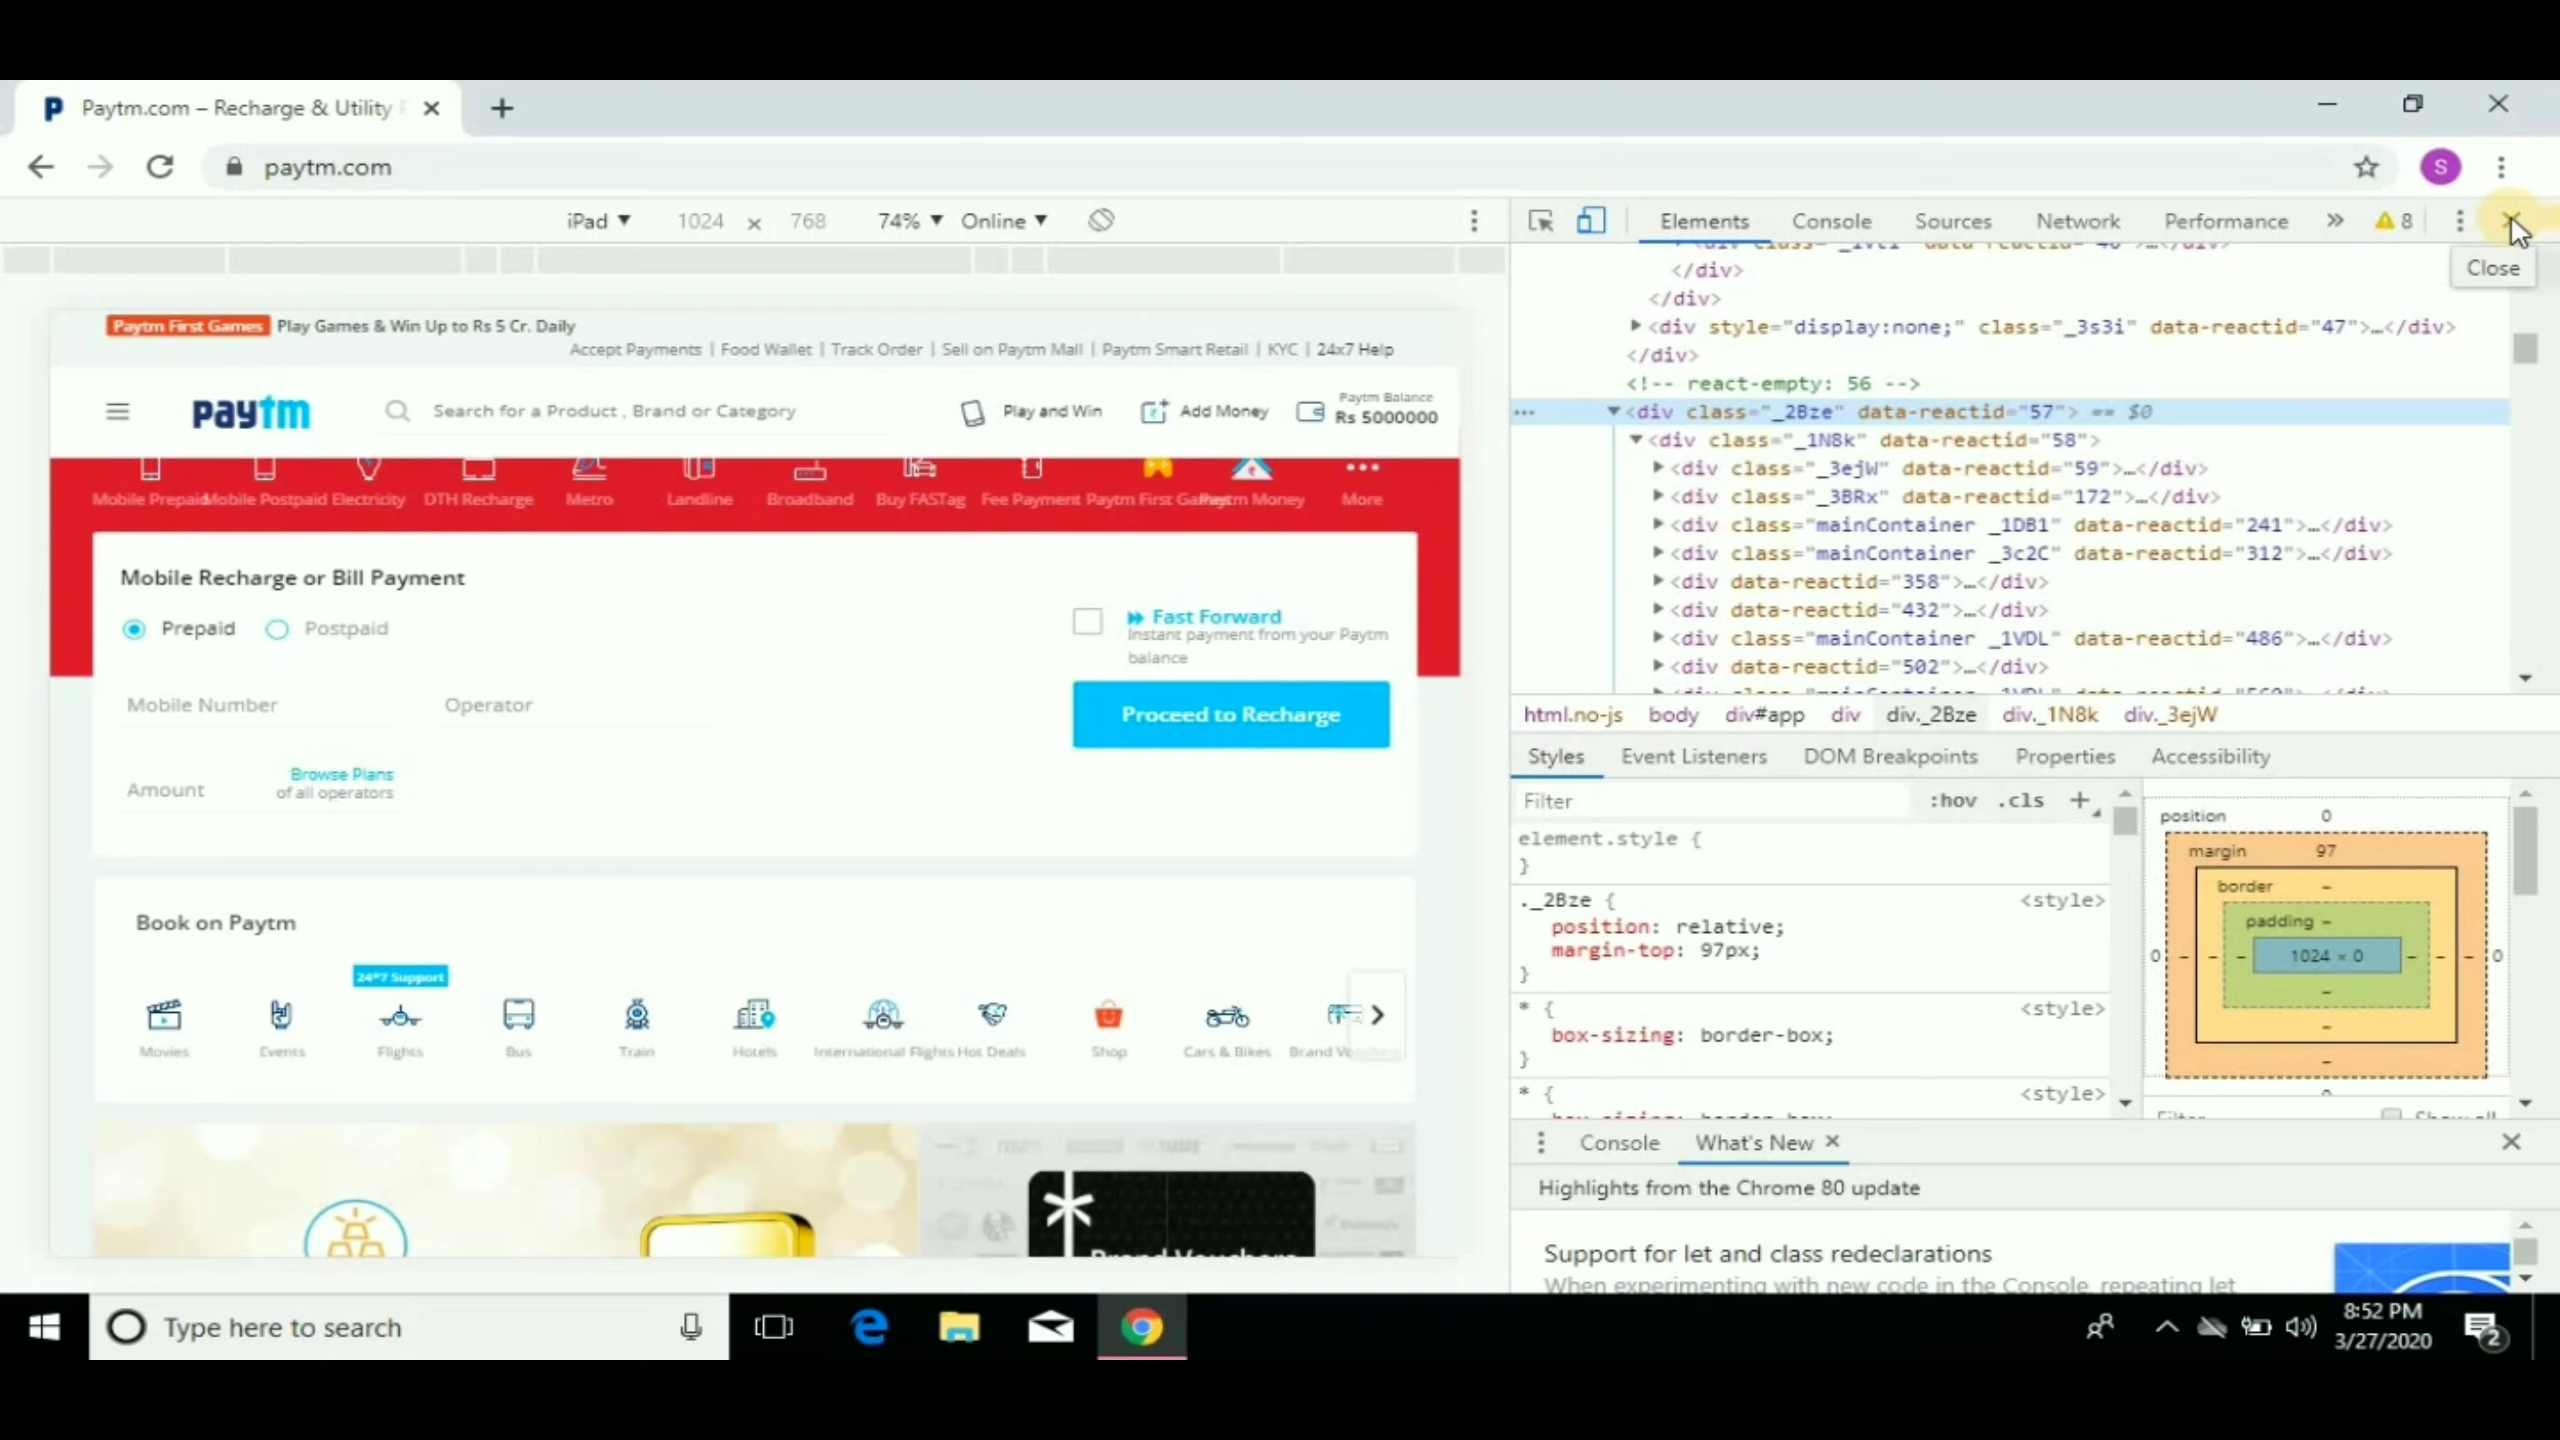 Paytm.com – Recharge & Utility
paytm.com
S
iPad 1024 x 768 74% Online
Elements Console Sources Network Performance 8
Close
Paytm First Games Play Games & Win Up to Rs 5 Cr. Daily
Accept Payments | Food Wallet | Track Order | Sell on Paytm Mall | Paytm Smart Retail | KYC | 24x7 Help
paytm
Search for a Product , Brand or Category
Play and Win
Add Money
Paytm Balance
Rs 5000000
Mobile Prepaid Mobile Postpaid Electricity DTH Recharge Metro Landline Broadband Buy FASTag Fee Payment Paytm First Games Paytm Money More
Mobile Recharge or Bill Payment
Prepaid Postpaid
Fast Forward
Instant payment from your Paytm
balance
Mobile Number Operator
Proceed to Recharge
Amount
Browse Plans
of all operators
Book on Paytm
24*7 Support
Movies Events Flights Bus Train Hotels International Flights Hot Deals Shop Cars & Bikes Brand
Brand Vouchers
</div>
</div>
<div style="display:none;" class="_3s3i" data-reactid="47">…</div>
</div>
<!-- react-empty: 56 -->
… <div class="_2Bze" data-reactid="57"> == $0
<div class="_1N8k" data-reactid="58">
<div class="_3ejW" data-reactid="59">…</div>
<div class="_3BRx" data-reactid="172">…</div>
<div class="mainContainer _1DB1" data-reactid="241">…</div>
<div class="mainContainer _3c2C" data-reactid="312">…</div>
<div data-reactid="358">…</div>
<div data-reactid="432">…</div>
<div class="mainContainer _1VDL" data-reactid="486">…</div>
<div data-reactid="502">…</div>
html.no-js body div#app div div._2Bze div._1N8k div._3ejW
Styles Event Listeners DOM Breakpoints Properties Accessibility
Filter :hov .cls +
element.style {
}
._2Bze { <style>
position: relative;
margin-top: 97px;
}
* { <style>
box-sizing: border-box;
}
* { <style>
position 0
margin 97
border –
padding –
0 – – – 1024 × 0 – – – 0
–
–
–
Console What's New
Highlights from the Chrome 80 update
Support for let and class redeclarations
When experimenting with new code in the Console, repeating let
Type here to search
8:52 PM
3/27/2020
2